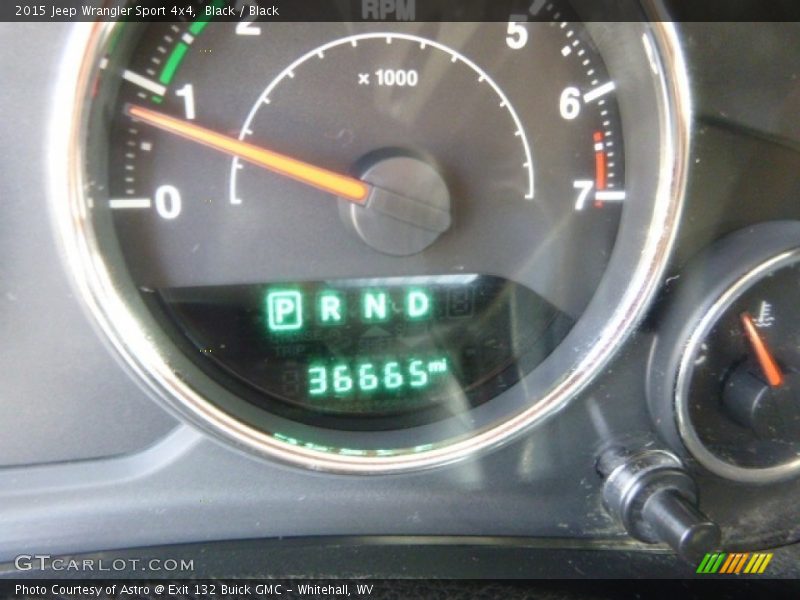 2015 Jeep Wrangler Sport 4x4, Black / Black
RPM
2 5
x 1000
1 6
0 7
P R N D
36665 mi
GTCARLOT.COM
Photo Courtesy of Astro @ Exit 132 Buick GMC - Whitehall, WV